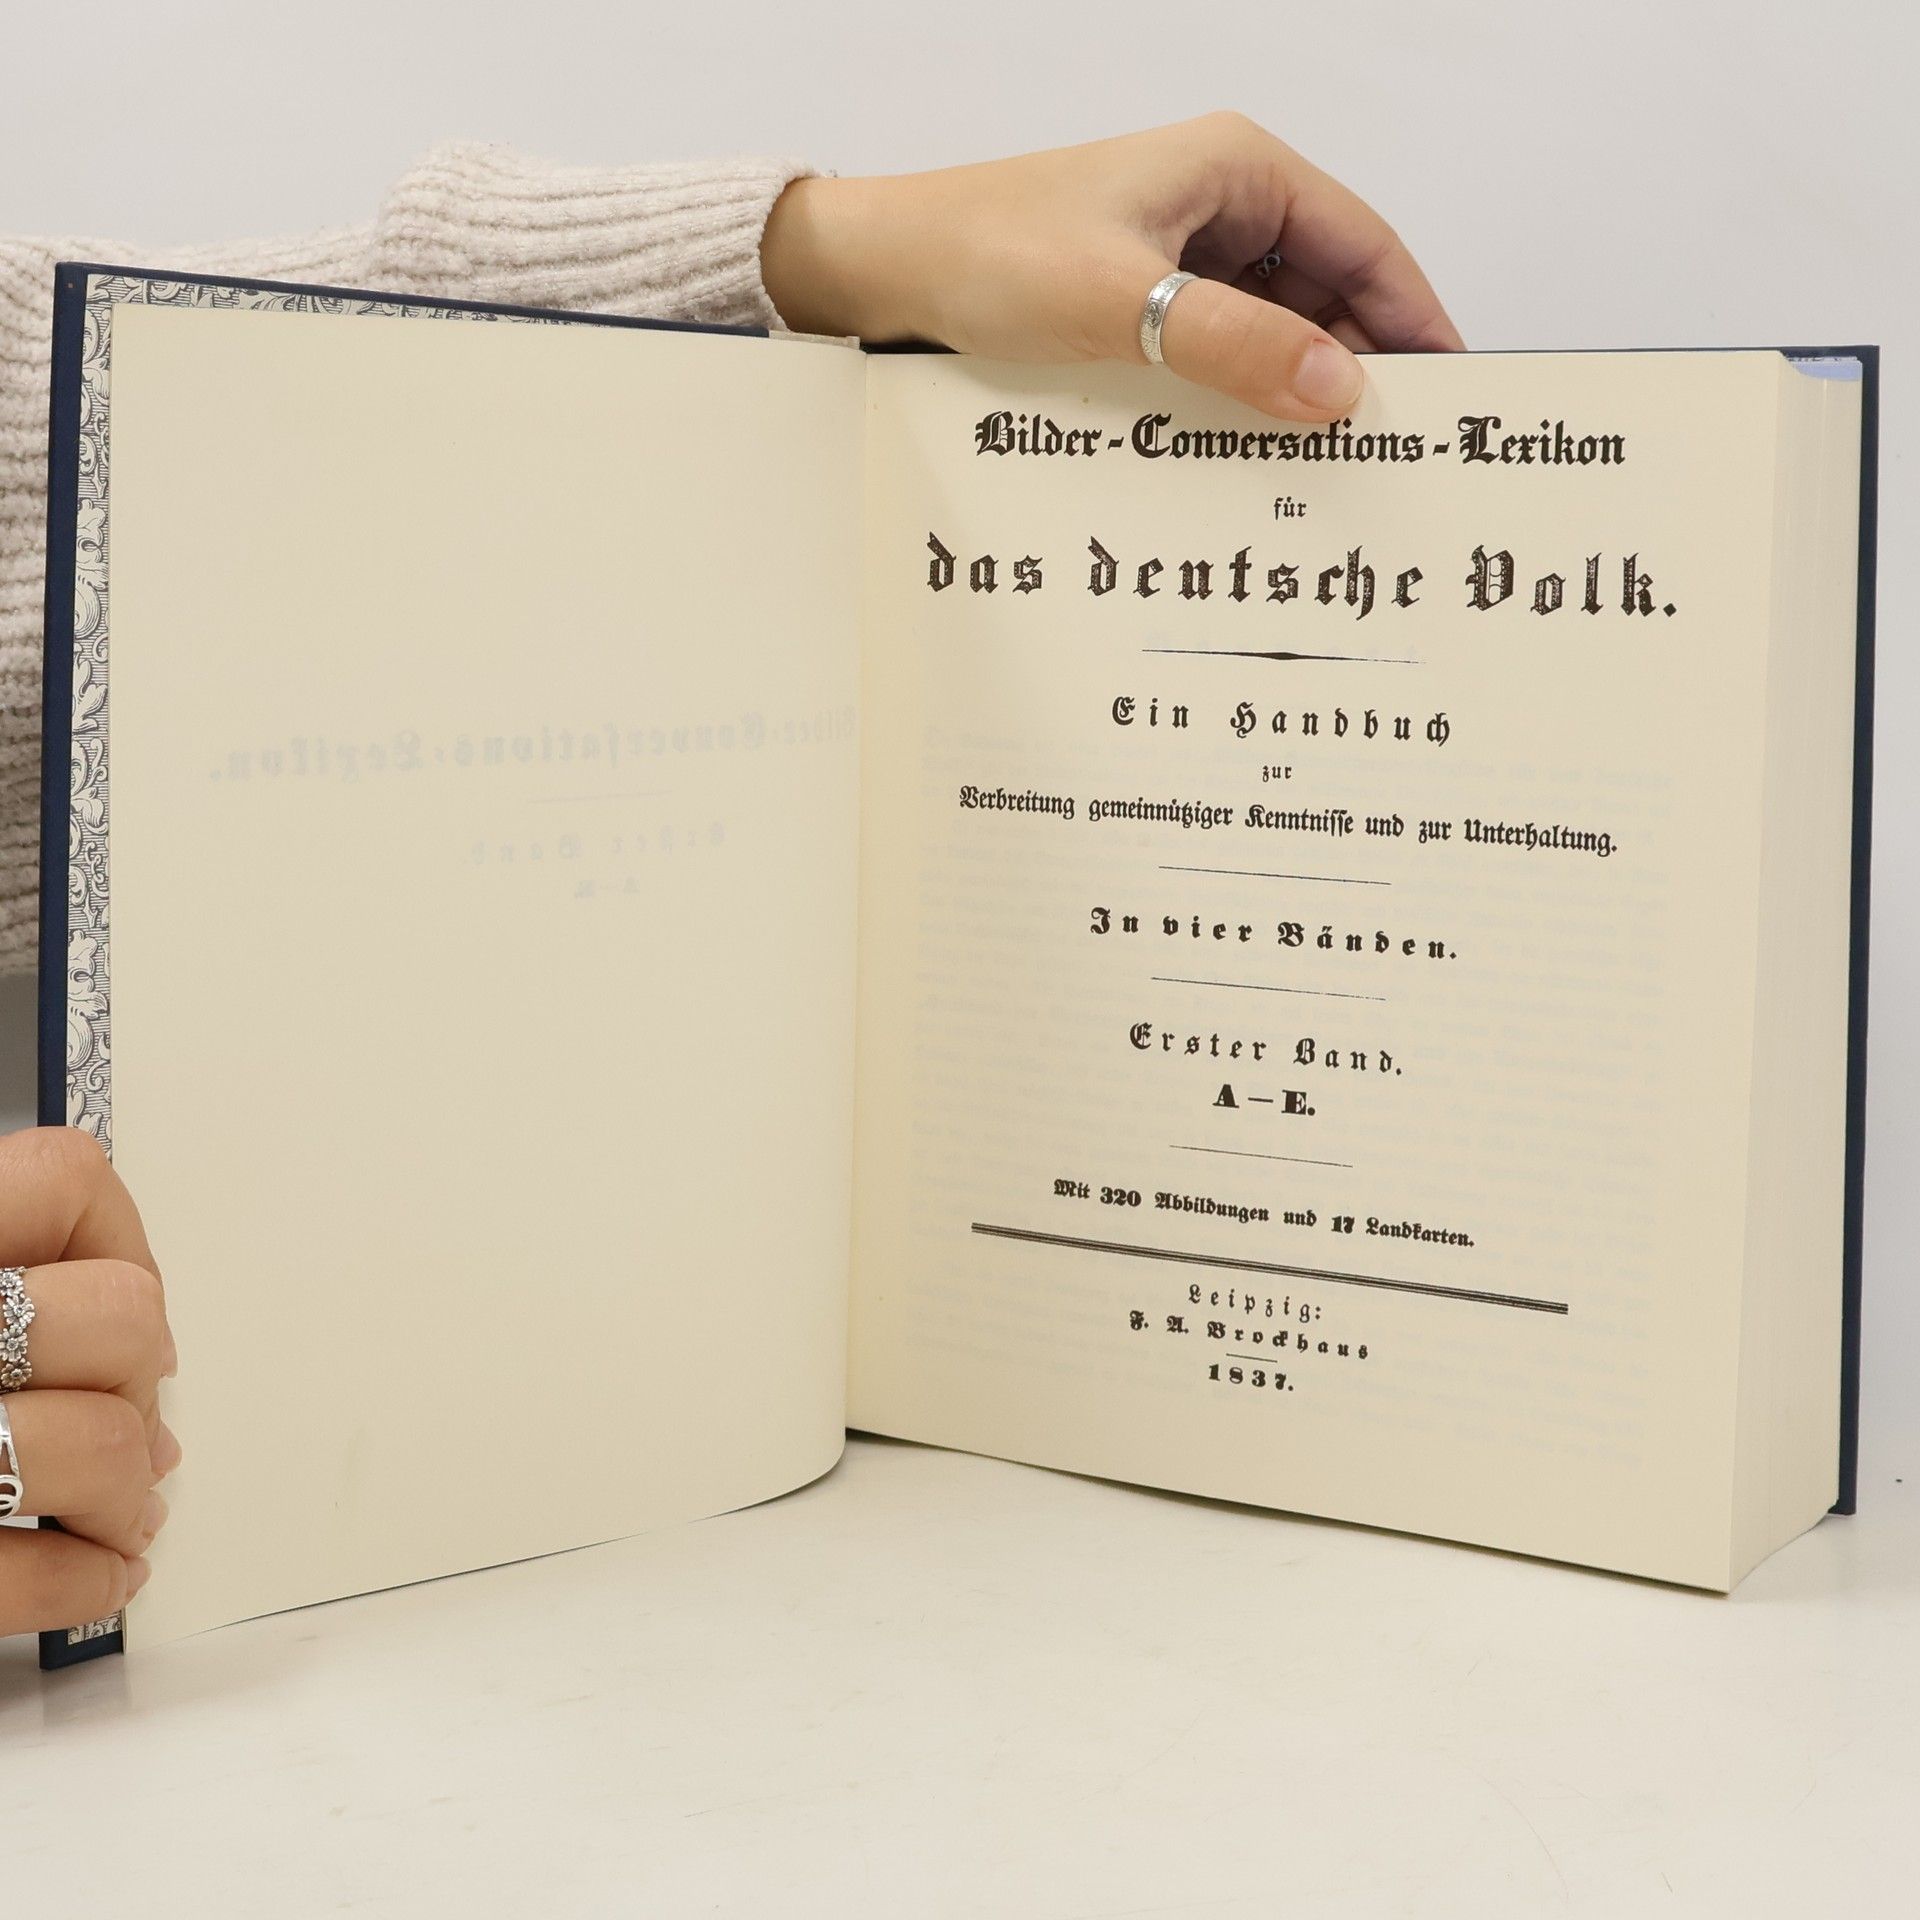 Bilder-Conversations-Lexikon
für
das deutsche Volk.
Ein Handbuch
zur
Verbreitung gemeinnütziger Kenntnisse und zur Unterhaltung.
In vier Bänden.
Erster Band.
A — E.
Mit 320 Abbildungen und 17 Landkarten.
Leipzig:
F. A. Brockhaus
1837.